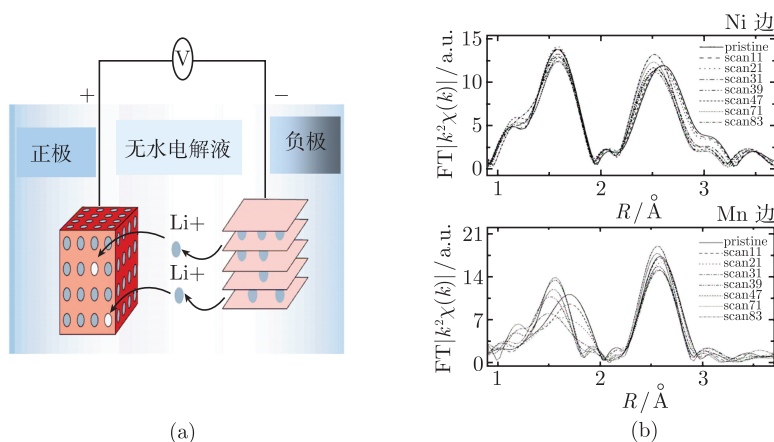 V
+
−
正极
无水电解液
负极
Li+
Li+
(a)
Ni 边
15
10
5
0
FT|k²χ(k)|/a.u.
pristine
scan11
scan21
scan31
scan39
scan47
scan71
scan83
1
2
3
R/Å
Mn 边
21
14
7
0
FT|k²χ(k)|/a.u.
pristine
scan11
scan21
scan31
scan39
scan47
scan71
scan83
1
2
3
R/Å
(b)